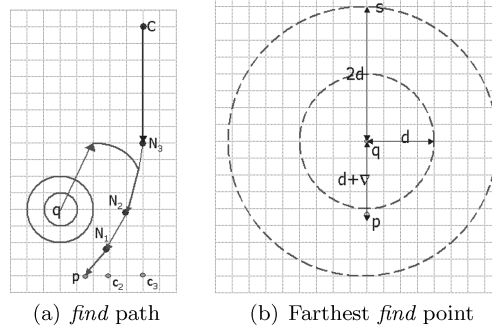 C
N₃
q
N₂
N₁
p
c₂
c₃
(a) find path
s
2d
d
q
d+∇
p
(b) Farthest find point